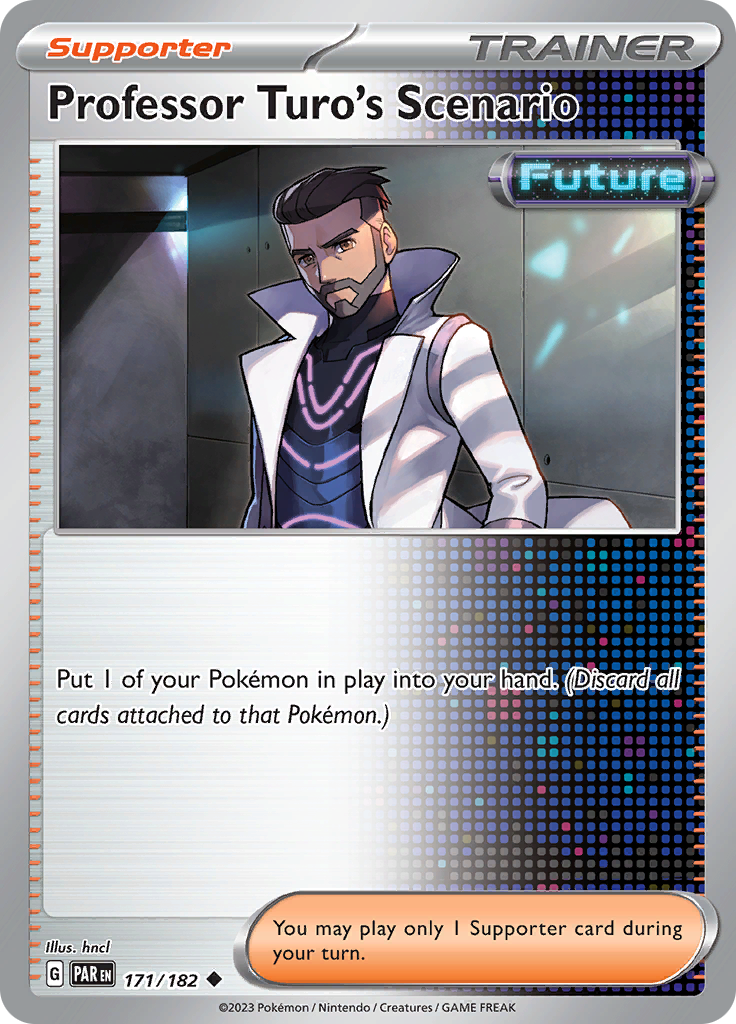 Supporter
TRAINER
Professor Turo's Scenario
Future
Put 1 of your Pokémon in play into your hand. (Discard all
cards attached to that Pokémon.)
You may play only 1 Supporter card during
your turn.
Illus. hncl
G PAR EN 171/182 ◆
©2023 Pokémon / Nintendo / Creatures / GAME FREAK